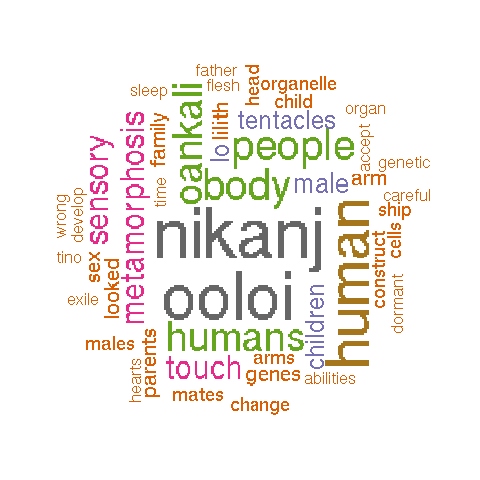 father
sleep
flesh
head
organelle
child
organ
oankali
lilith
tentacles
metamorphosis
family
lo
people
accept
genetic
sensory
body
male
arm
careful
wrong
develop
time
ship
nikanj
human
construct
cells
tino
sex
looked
ooloi
exile
children
dormant
humans
males
parents
touch
arms
genes
abilities
hearts
mates
change